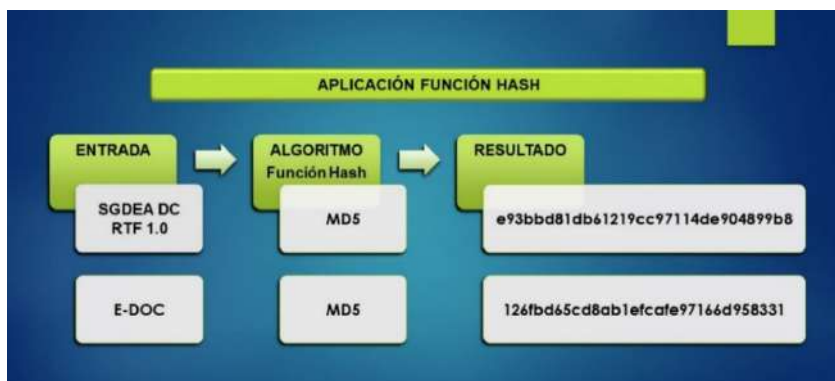 APLICACIÓN FUNCIÓN HASH
ENTRADA
ALGORITMO
Función Hash
RESULTADO
SGDEA DC
RTF 1.0
MD5
e93bbd81db61219cc97114de904899b8
E-DOC
MD5
126fbd65cd8ab1efcafe97166d958331